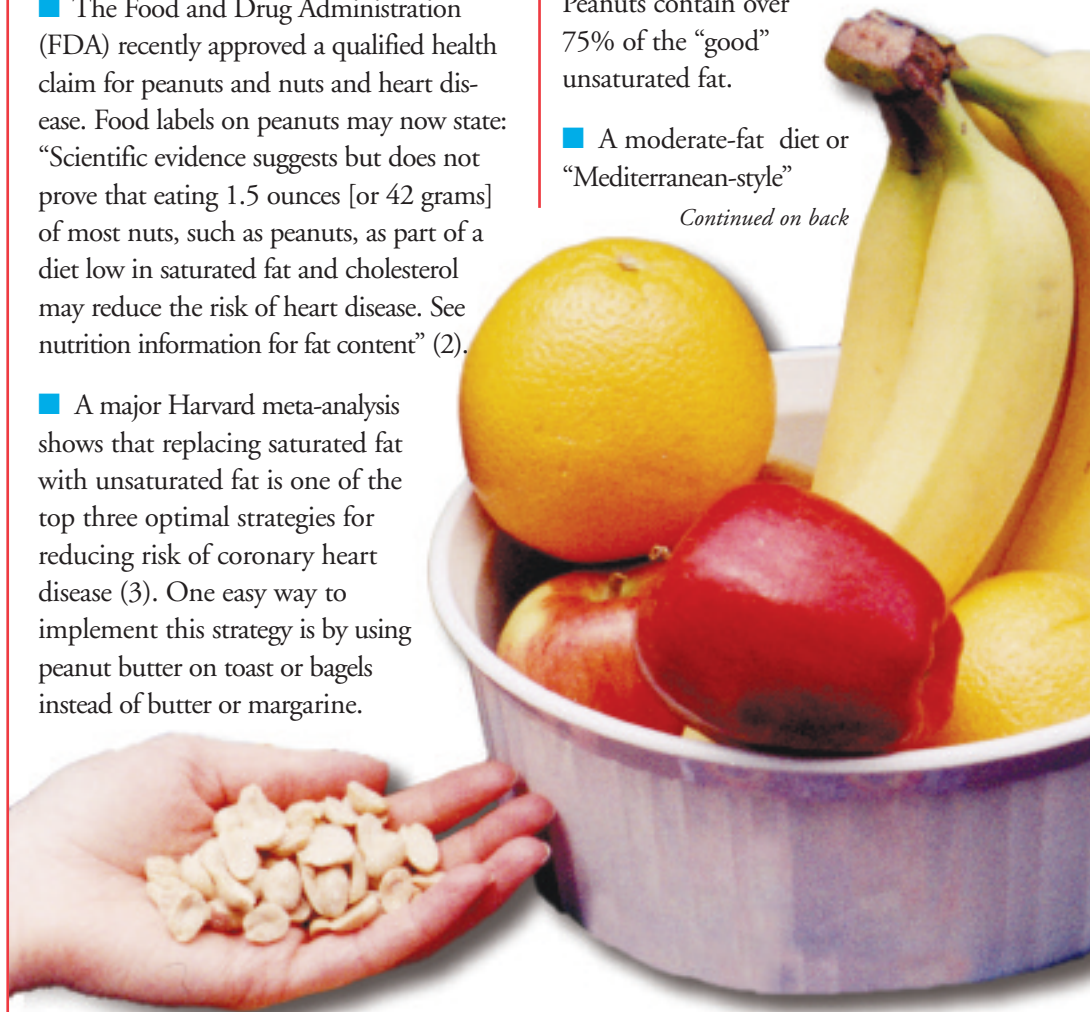 ■ The Food and Drug Administration
(FDA) recently approved a qualified health
claim for peanuts and nuts and heart dis-
ease. Food labels on peanuts may now state:
“Scientific evidence suggests but does not
prove that eating 1.5 ounces [or 42 grams]
of most nuts, such as peanuts, as part of a
diet low in saturated fat and cholesterol
may reduce the risk of heart disease. See
nutrition information for fat content” (2).
■ A major Harvard meta-analysis
shows that replacing saturated fat
with unsaturated fat is one of the
top three optimal strategies for
reducing risk of coronary heart
disease (3). One easy way to
implement this strategy is by using
peanut butter on toast or bagels
instead of butter or margarine.
Peanuts contain over
75% of the “good”
unsaturated fat.
■ A moderate-fat diet or
“Mediterranean-style”
Continued on back